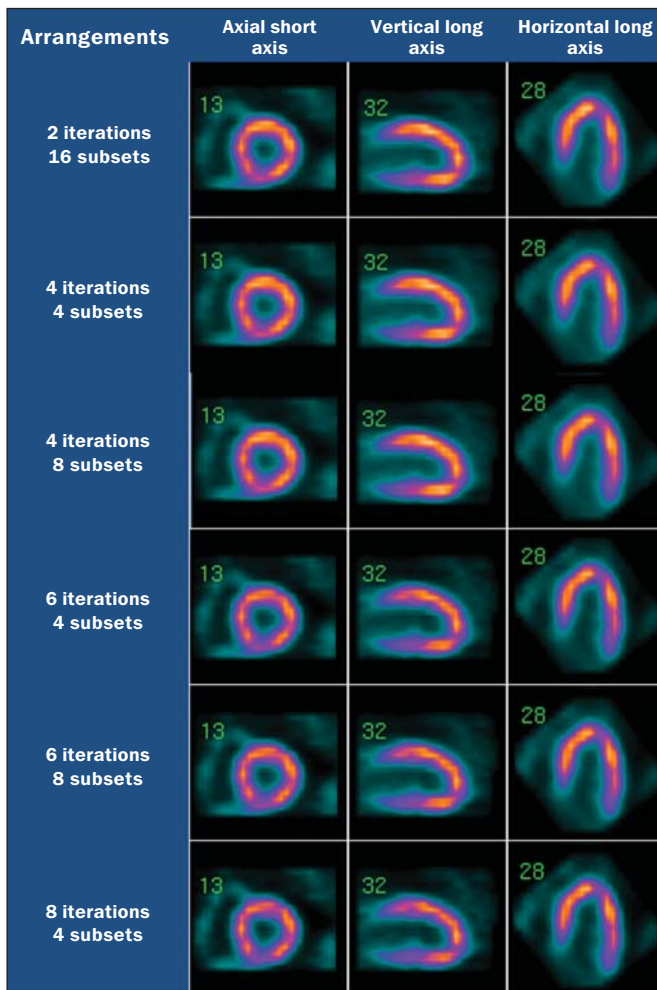 Arrangements
Axial short
axis
Vertical long
axis
Horizontal long
axis
2 iterations
16 subsets
13
32
28
4 iterations
4 subsets
13
32
28
4 iterations
8 subsets
13
32
28
6 iterations
4 subsets
13
32
28
6 iterations
8 subsets
13
32
28
8 iterations
4 subsets
13
32
28